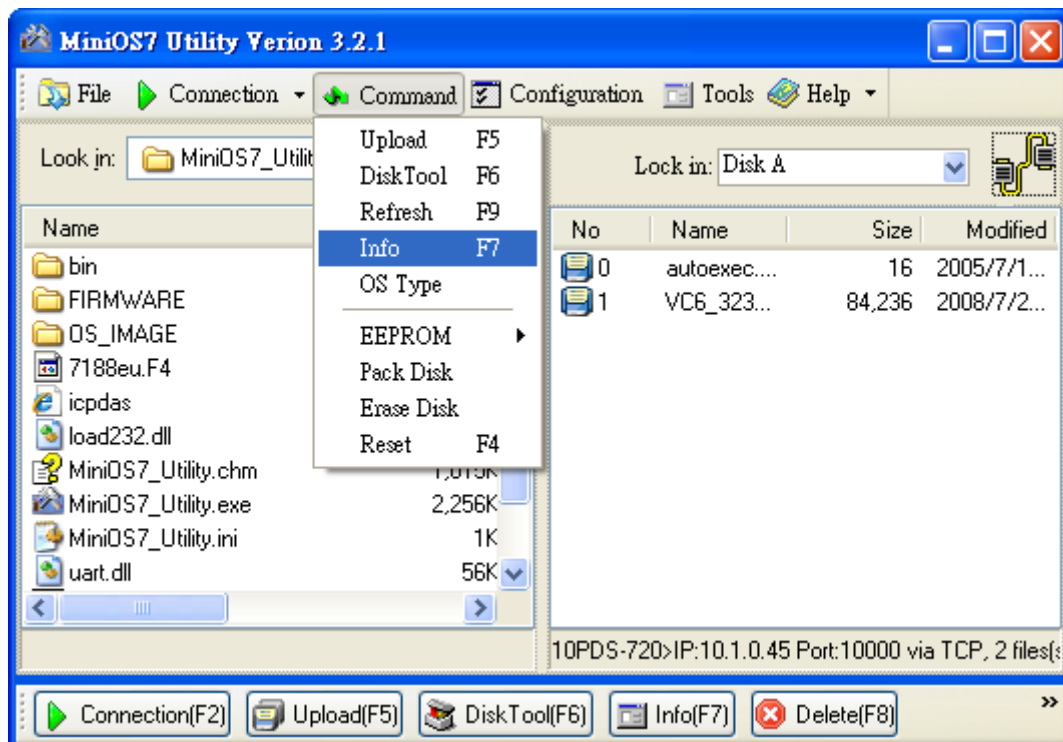 MiniOS7 Utility Verion 3.2.1
File Connection Command Configuration Tools Help
Look in: MiniOS7_Utilit
Upload F5
DiskTool F6
Refresh F9
Info F7
OS Type
EEPROM
Pack Disk
Erase Disk
Reset F4
Lock in: Disk A
Name
bin
FIRMWARE
OS_IMAGE
7188eu.F4
icpdas
load232.dll
MiniOS7_Utility.chm 1,015K
MiniOS7_Utility.exe 2,256K
MiniOS7_Utility.ini 1K
uart.dll 56K
No Name Size Modified
0 autoexec.... 16 2005/7/1...
1 VC6_323... 84,236 2008/7/2...
10PDS-720>IP:10.1.0.45 Port:10000 via TCP, 2 files(s
Connection(F2) Upload(F5) DiskTool(F6) Info(F7) Delete(F8) »